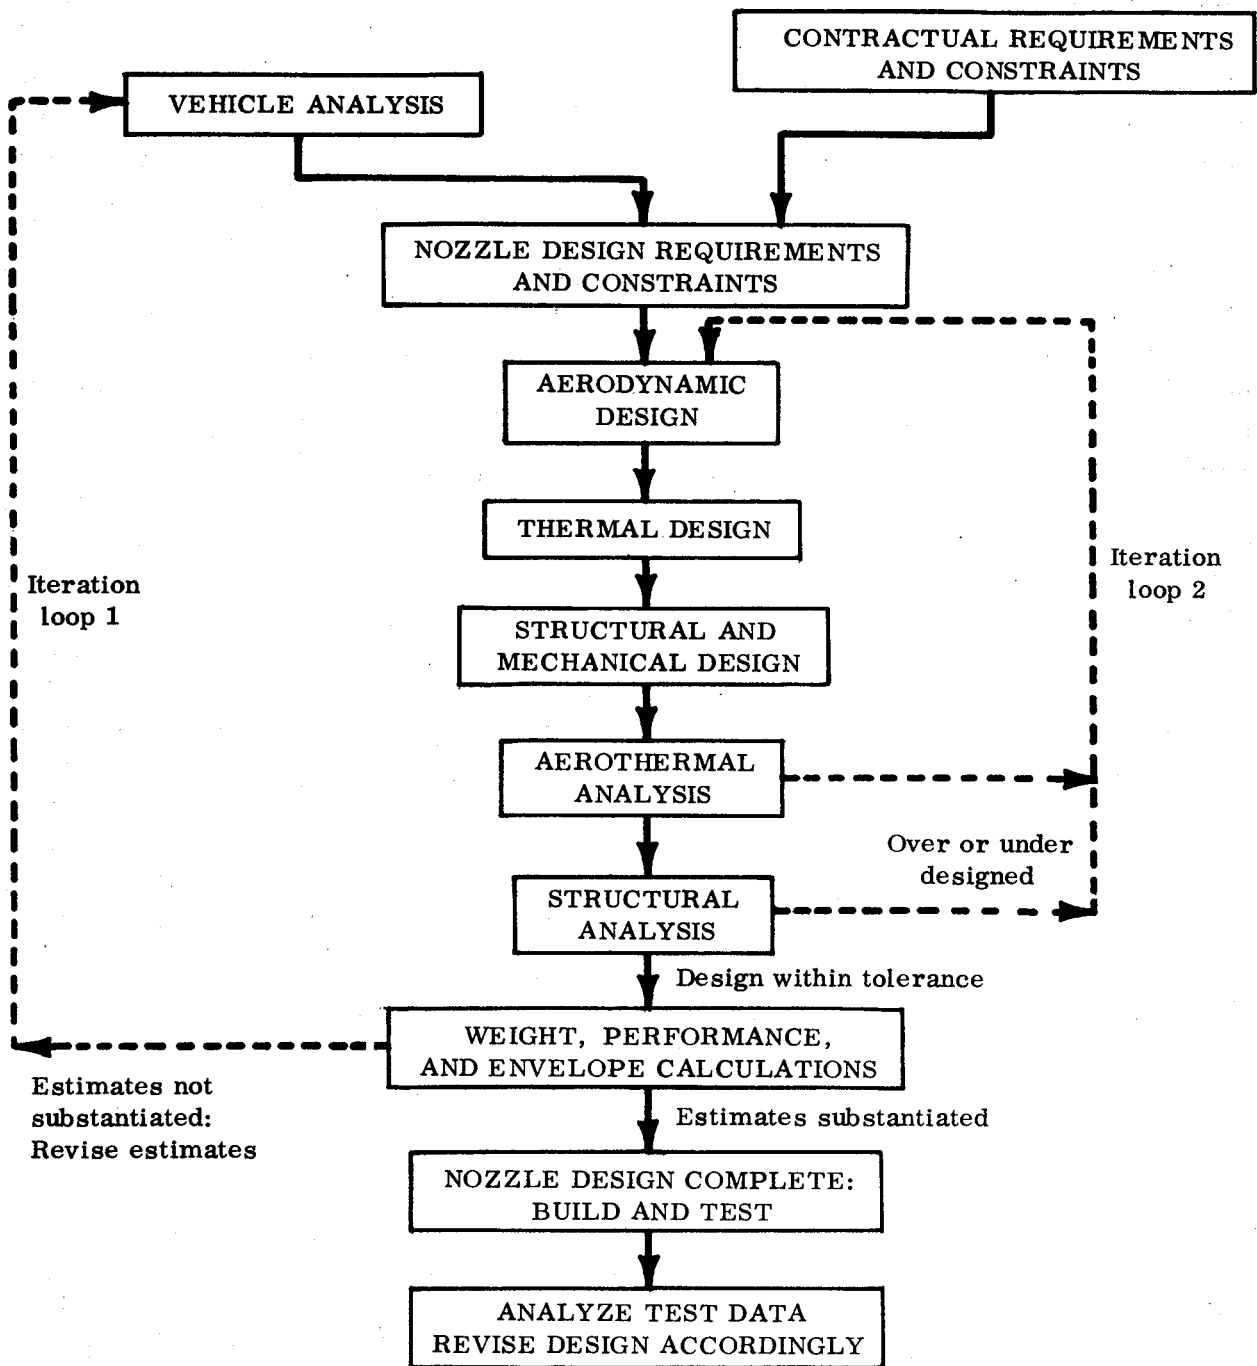 CONTRACTUAL REQUIREMENTS
AND CONSTRAINTS
VEHICLE ANALYSIS
NOZZLE DESIGN REQUIREMENTS
AND CONSTRAINTS
AERODYNAMIC
DESIGN
THERMAL DESIGN
Iteration
loop 1
Iteration
loop 2
STRUCTURAL AND
MECHANICAL DESIGN
AEROTHERMAL
ANALYSIS
Over or under
designed
STRUCTURAL
ANALYSIS
Design within tolerance
WEIGHT, PERFORMANCE,
AND ENVELOPE CALCULATIONS
Estimates not
substantiated:
Revise estimates
Estimates substantiated
NOZZLE DESIGN COMPLETE:
BUILD AND TEST
ANALYZE TEST DATA
REVISE DESIGN ACCORDINGLY